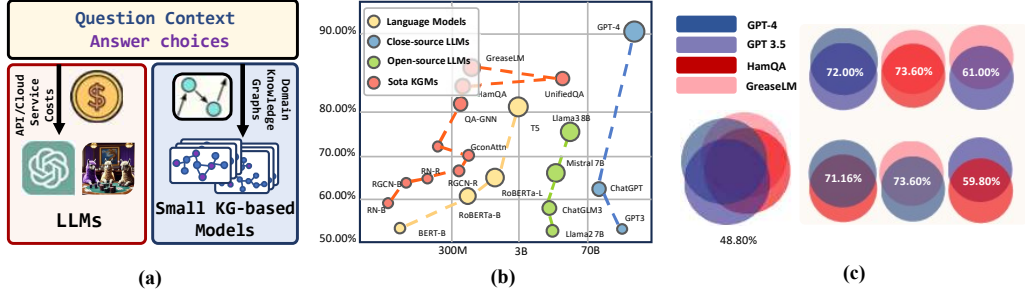 Question Context
Answer choices
API/Cloud
Service
Costs
$
Domain
Knowledge
Graphs
LLMs
Small KG-based
Models
(a)
90.00%
80.00%
70.00%
60.00%
50.00%
Language Models
Close-source LLMs
Open-source LLMs
Sota KGMs
GPT-4
GreaseLM
HamQA
UnifiedQA
QA-GNN
T5
Llama3 8B
GconAttn
Mistral 7B
RN-R
RGCN-B
RGCN-R
RoBERTa-L
ChatGPT
RN-B
RoBERTa-B
ChatGLM3
GPT3
BERT-B
Llama2 7B
300M
3B
70B
(b)
GPT-4
GPT 3.5
HamQA
GreaseLM
48.80%
72.00%
73.60%
61.00%
71.16%
73.60%
59.80%
(c)